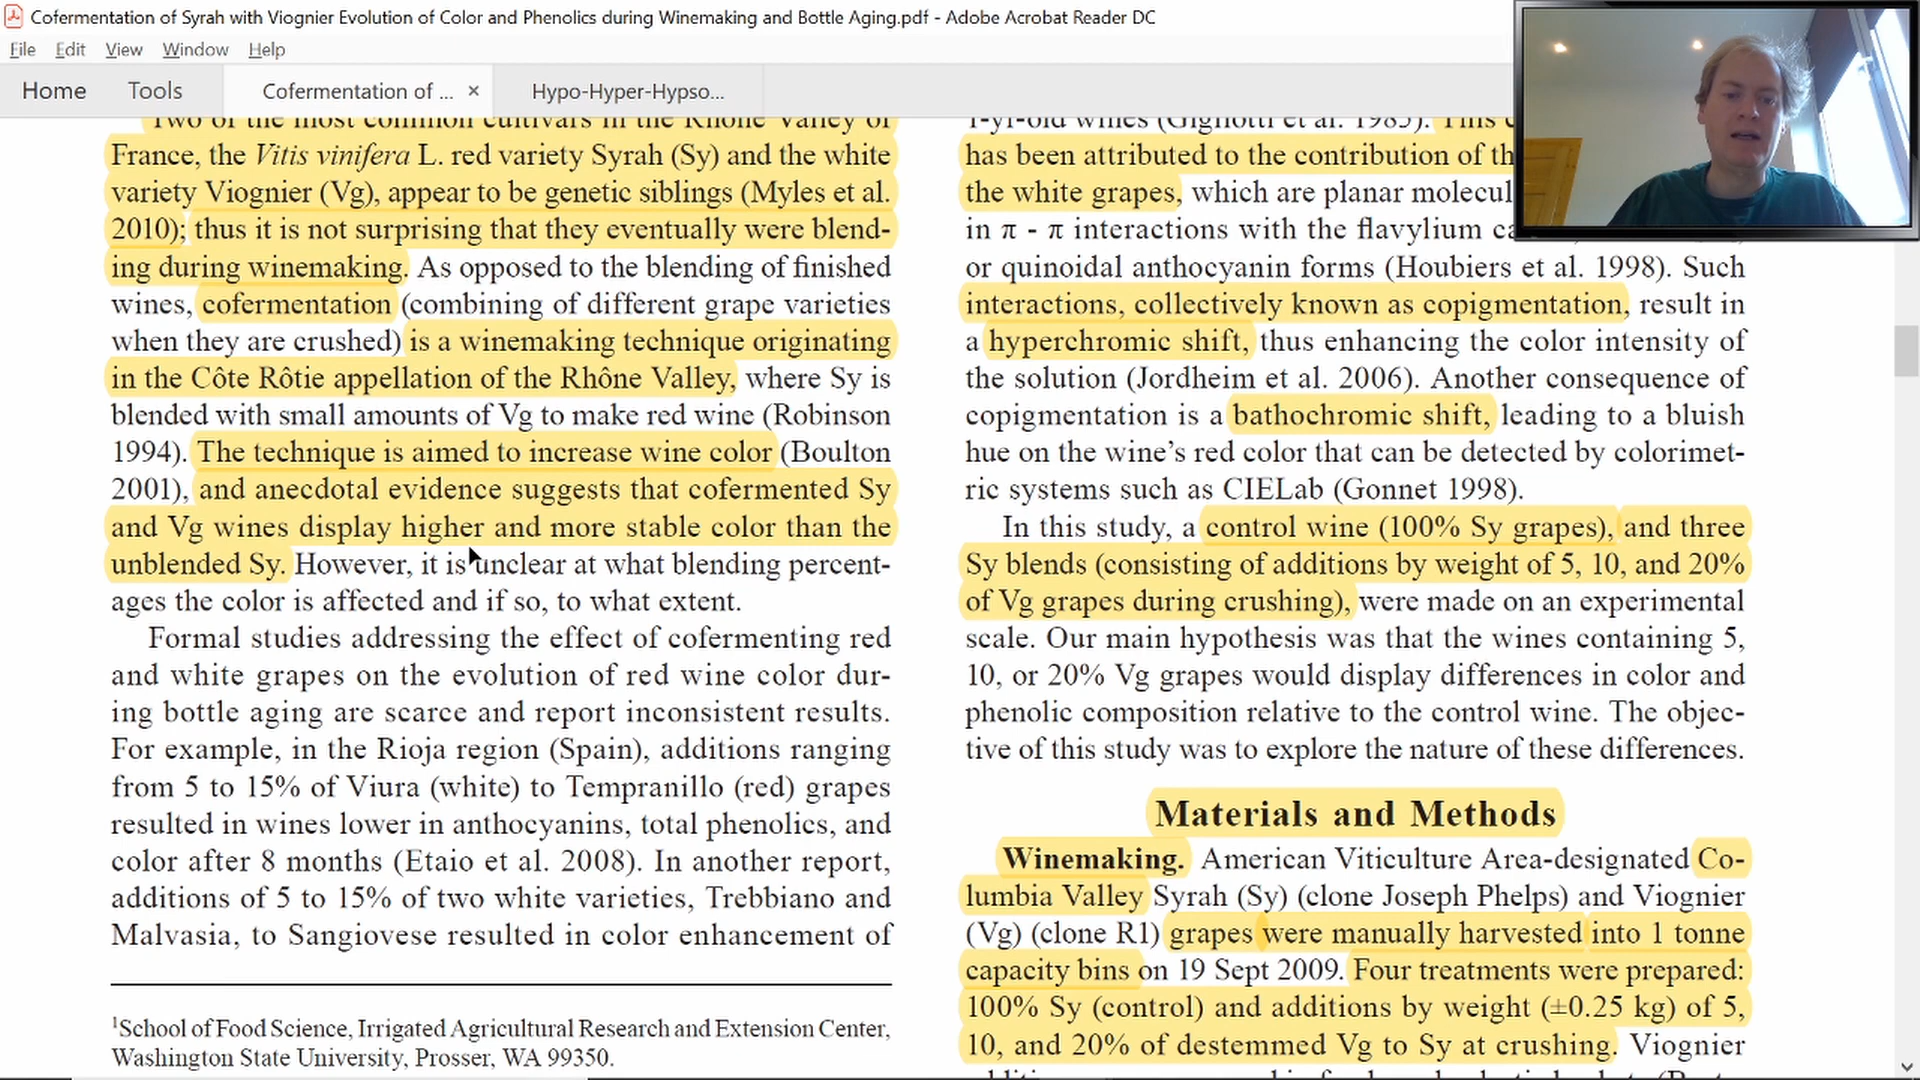 Cofermentation of Syrah with Viognier Evolution of Color and Phenolics during Winemaking and Bottle Aging.pdf - Adobe Acrobat Reader DC
File Edit View Window Help
Home Tools Cofermentation of ... × Hypo-Hyper-Hypso...
Two of the most common cultivars in the Rhône Valley of
France, the Vitis vinifera L. red variety Syrah (Sy) and the white
variety Viognier (Vg), appear to be genetic siblings (Myles et al.
2010); thus it is not surprising that they eventually were blend-
ing during winemaking. As opposed to the blending of finished
wines, cofermentation (combining of different grape varieties
when they are crushed) is a winemaking technique originating
in the Côte Rôtie appellation of the Rhône Valley, where Sy is
blended with small amounts of Vg to make red wine (Robinson
1994). The technique is aimed to increase wine color (Boulton
2001), and anecdotal evidence suggests that cofermented Sy
and Vg wines display higher and more stable color than the
unblended Sy. However, it is unclear at what blending percent-
ages the color is affected and if so, to what extent.
Formal studies addressing the effect of cofermenting red
and white grapes on the evolution of red wine color dur-
ing bottle aging are scarce and report inconsistent results.
For example, in the Rioja region (Spain), additions ranging
from 5 to 15% of Viura (white) to Tempranillo (red) grapes
resulted in wines lower in anthocyanins, total phenolics, and
color after 8 months (Etaio et al. 2008). In another report,
additions of 5 to 15% of two white varieties, Trebbiano and
Malvasia, to Sangiovese resulted in color enhancement of
1School of Food Science, Irrigated Agricultural Research and Extension Center,
Washington State University, Prosser, WA 99350.
1-yr-old wines (Gigliotti et al. 1985). This
has been attributed to the contribution of
the white grapes, which are planar
in π - π interactions with the flavylium
or quinoidal anthocyanin forms (Houbiers et al. 1998). Such
interactions, collectively known as copigmentation, result in
a hyperchromic shift, thus enhancing the color intensity of
the solution (Jordheim et al. 2006). Another consequence of
copigmentation is a bathochromic shift, leading to a bluish
hue on the wine's red color that can be detected by colorimet-
ric systems such as CIELab (Gonnet 1998).
In this study, a control wine (100% Sy grapes), and three
Sy blends (consisting of additions by weight of 5, 10, and 20%
of Vg grapes during crushing), were made on an experimental
scale. Our main hypothesis was that the wines containing 5,
10, or 20% Vg grapes would display differences in color and
phenolic composition relative to the control wine. The objec-
tive of this study was to explore the nature of these differences.
Materials and Methods
Winemaking. American Viticulture Area-designated Co-
lumbia Valley Syrah (Sy) (clone Joseph Phelps) and Viognier
(Vg) (clone R1) grapes were manually harvested into 1 tonne
capacity bins on 19 Sept 2009. Four treatments were prepared:
100% Sy (control) and additions by weight (±0.25 kg) of 5,
10, and 20% of destemmed Vg to Sy at crushing. Viognier